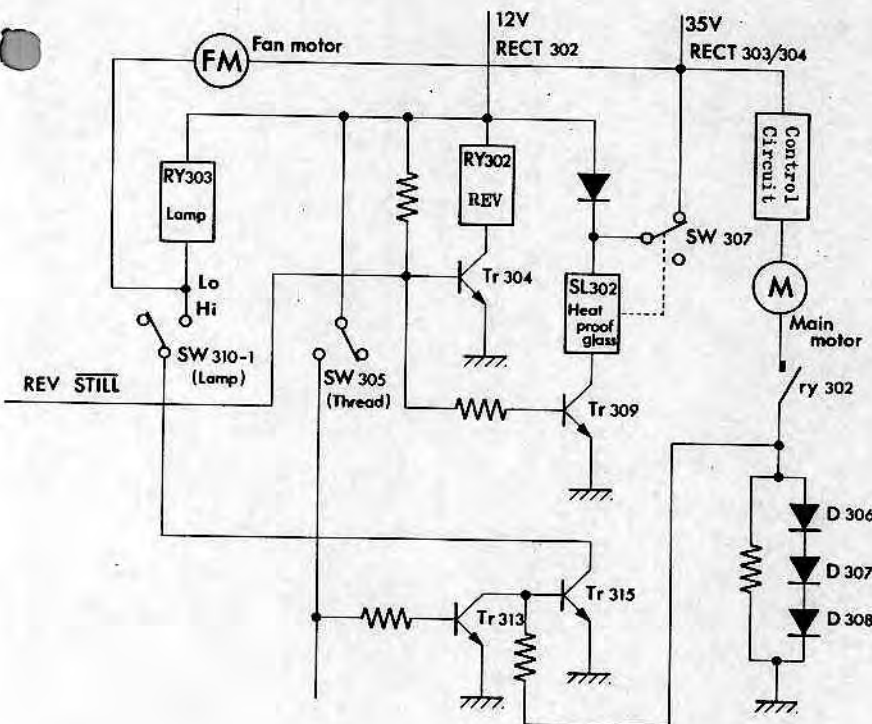 12V
RECT 302
35V
RECT 303/304
FM
Fan motor
Control
Circuit
RY303
Lamp
RY302
REV
SW 307
Tr 304
SL302
Heat
proof
glass
M
Main
motor
Lo
Hi
SW 310-1
(Lamp)
SW 305
(Thread)
REV STILL
Tr 309
ry 302
D 306
D 307
D 308
Tr 313
Tr 315